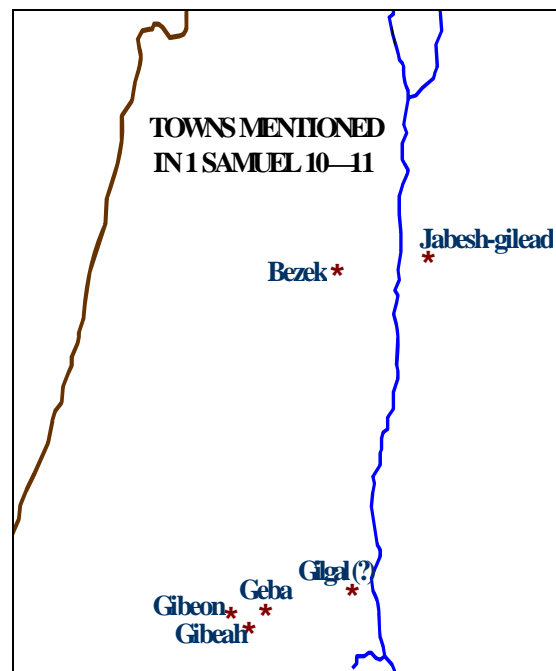 TOWNS MENTIONED
IN 1 SAMUEL 10—11
Jabesh-gilead
Bezek
Gilgal (?)
Geba
Gibeon
Gibeah